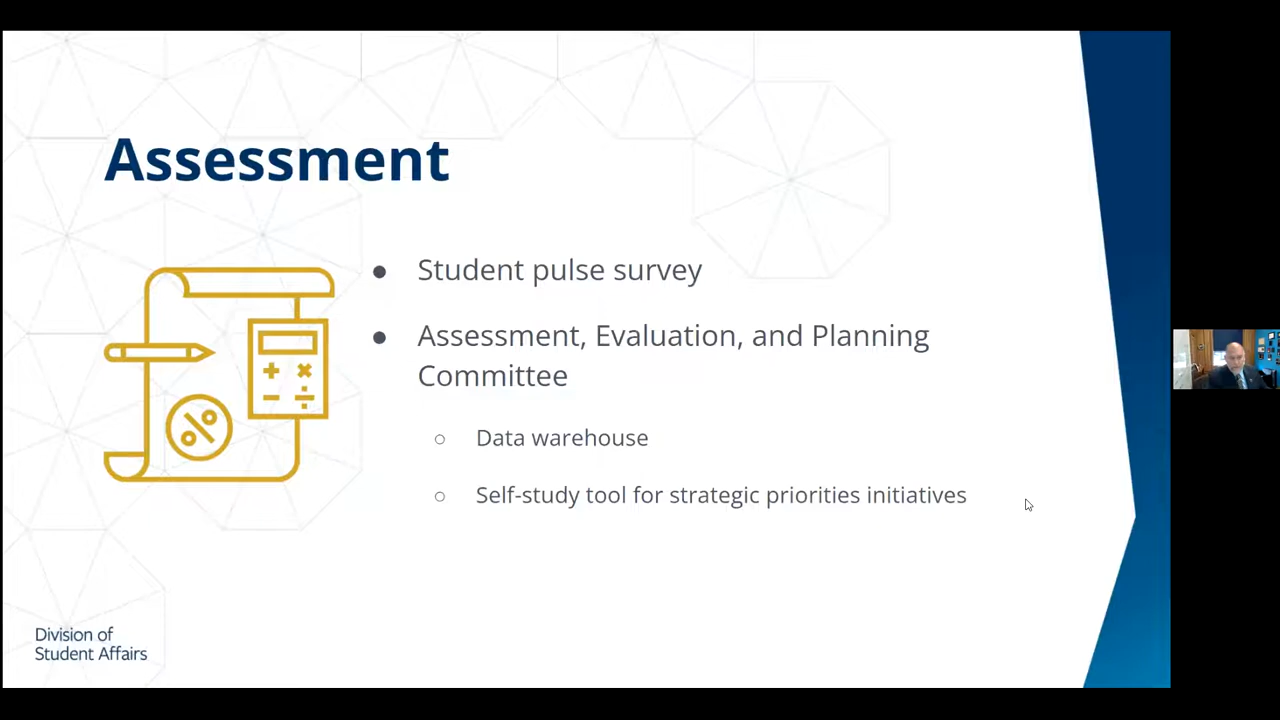 Assessment
● Student pulse survey
● Assessment, Evaluation, and Planning
Committee
○ Data warehouse
○ Self-study tool for strategic priorities initiatives
Division of
Student Affairs